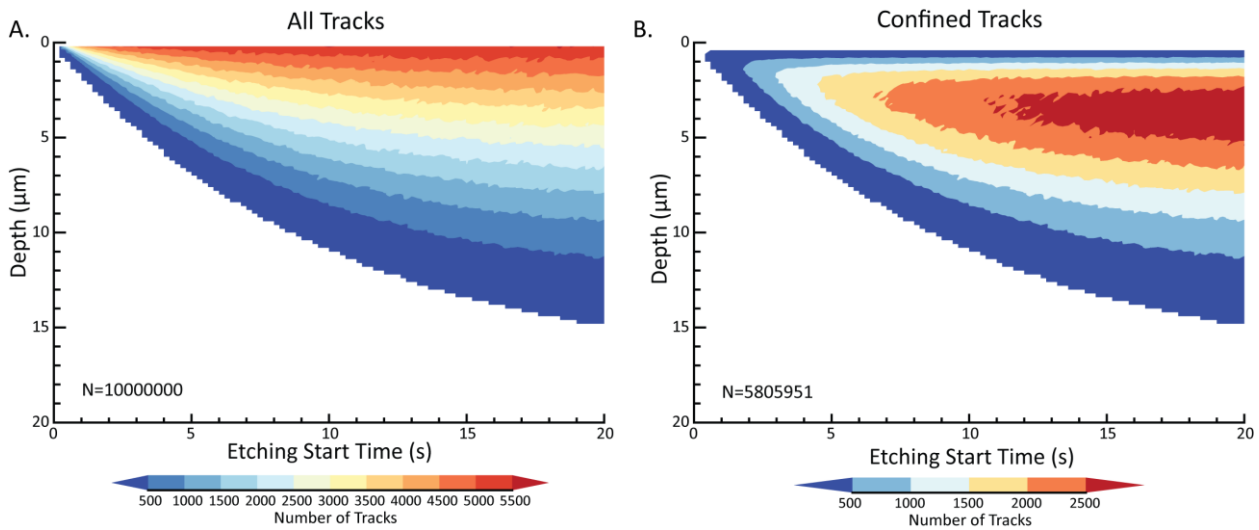 A.
All Tracks
0
5
10
15
20
Depth (µm)
N=10000000
0 5 10 15 20
Etching Start Time (s)
500 1000 1500 2000 2500 3000 3500 4000 4500 5000 5500
Number of Tracks
B.
Confined Tracks
0
5
10
15
20
Depth (µm)
N=5805951
0 5 10 15 20
Etching Start Time (s)
500 1000 1500 2000 2500
Number of Tracks